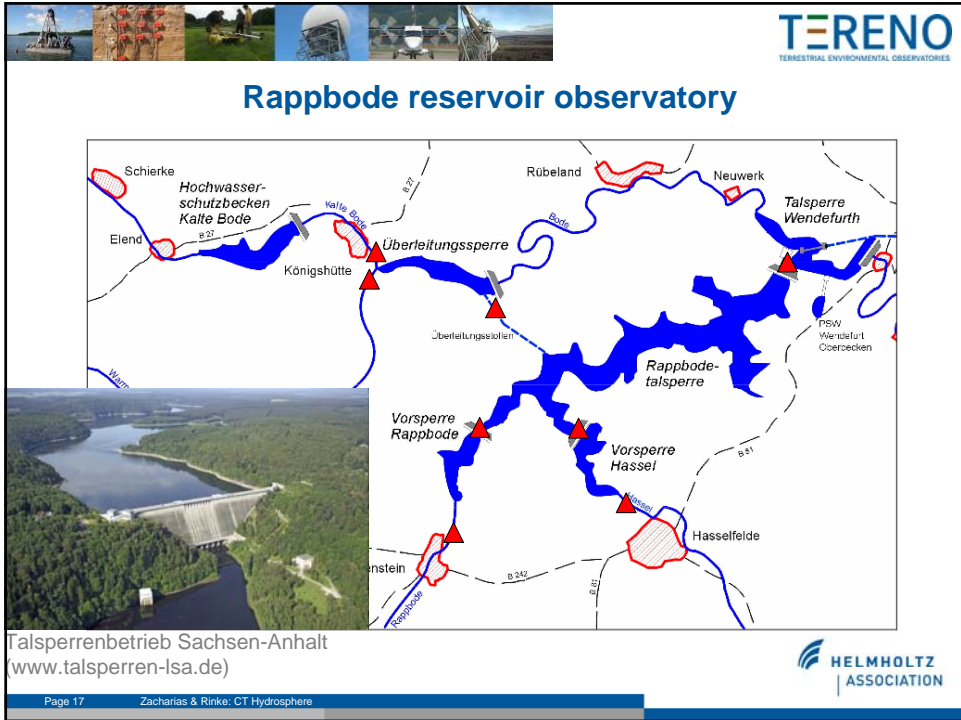 TERENO
TERRESTRIAL ENVIRONMENTAL OBSERVATORIES
Rappbode reservoir observatory
Schierke
Hochwasser-
schutzbecken
Kalte Bode
Kalte Bode
B 27
Elend
B 27
Königshütte
Überleitungssperre
Bode
Rübeland
Neuwerk
Talsperre
Wendefurth
Überleitungsstollen
PSW
Wendefurt
Oberbecken
Rappbode-
talsperre
Vorsperre
Rappbode
Vorsperre
Hassel
B 81
Hassel
Hasselfelde
B 242
B 81
Rappbode
Talsperrenbetrieb Sachsen-Anhalt
(www.talsperren-lsa.de)
HELMHOLTZ
ASSOCIATION
Page 17 Zacharias & Rinke: CT Hydrosphere